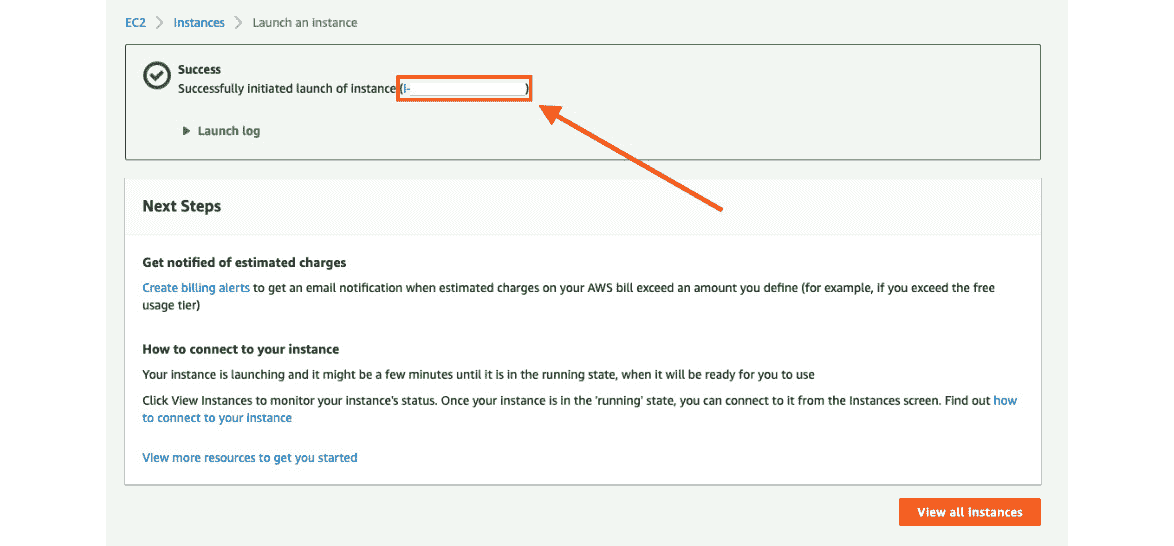 EC2 > Instances > Launch an instance
Success
Successfully initiated launch of instance (i- )
Launch log
Next Steps
Get notified of estimated charges
Create billing alerts to get an email notification when estimated charges on your AWS bill exceed an amount you define (for example, if you exceed the free
usage tier)
How to connect to your instance
Your instance is launching and it might be a few minutes until it is in the running state, when it will be ready for you to use
Click View Instances to monitor your instance's status. Once your instance is in the 'running' state, you can connect to it from the Instances screen. Find out how
to connect to your instance
View more resources to get you started
View all instances